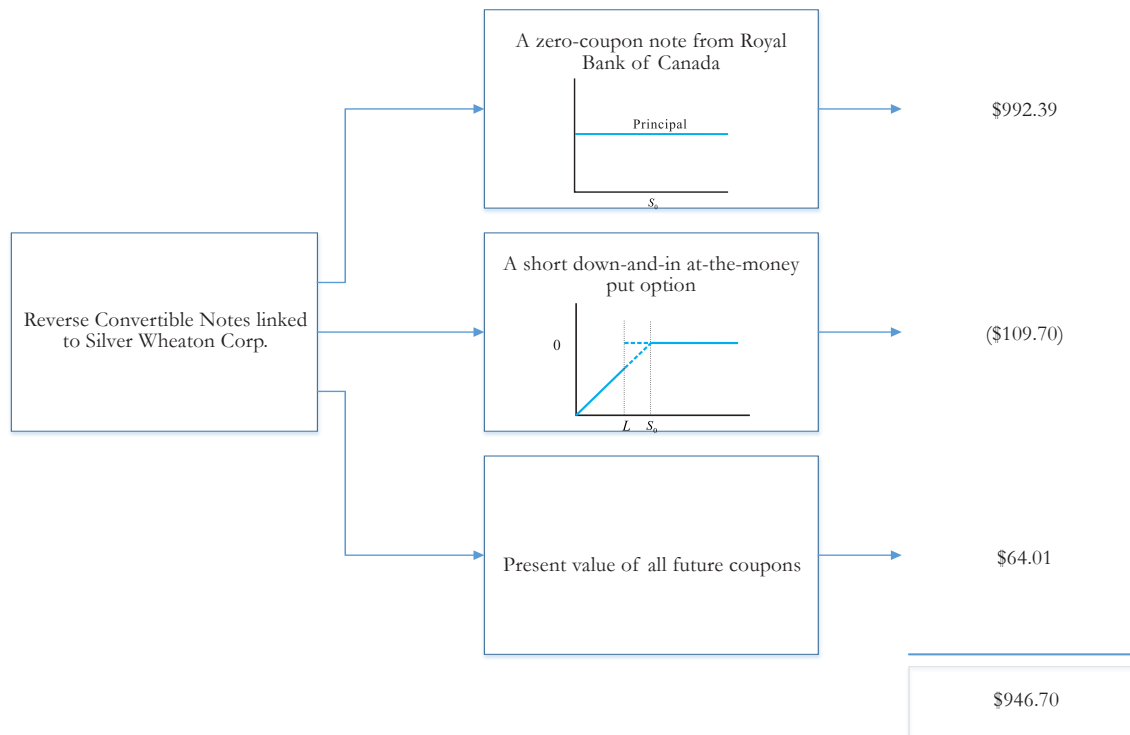 A zero-coupon note from Royal
Bank of Canada
Principal
S₀
$992.39
Reverse Convertible Notes linked
to Silver Wheaton Corp.
A short down-and-in at-the-money
put option
0
L S₀
($109.70)
Present value of all future coupons
$64.01
$946.70